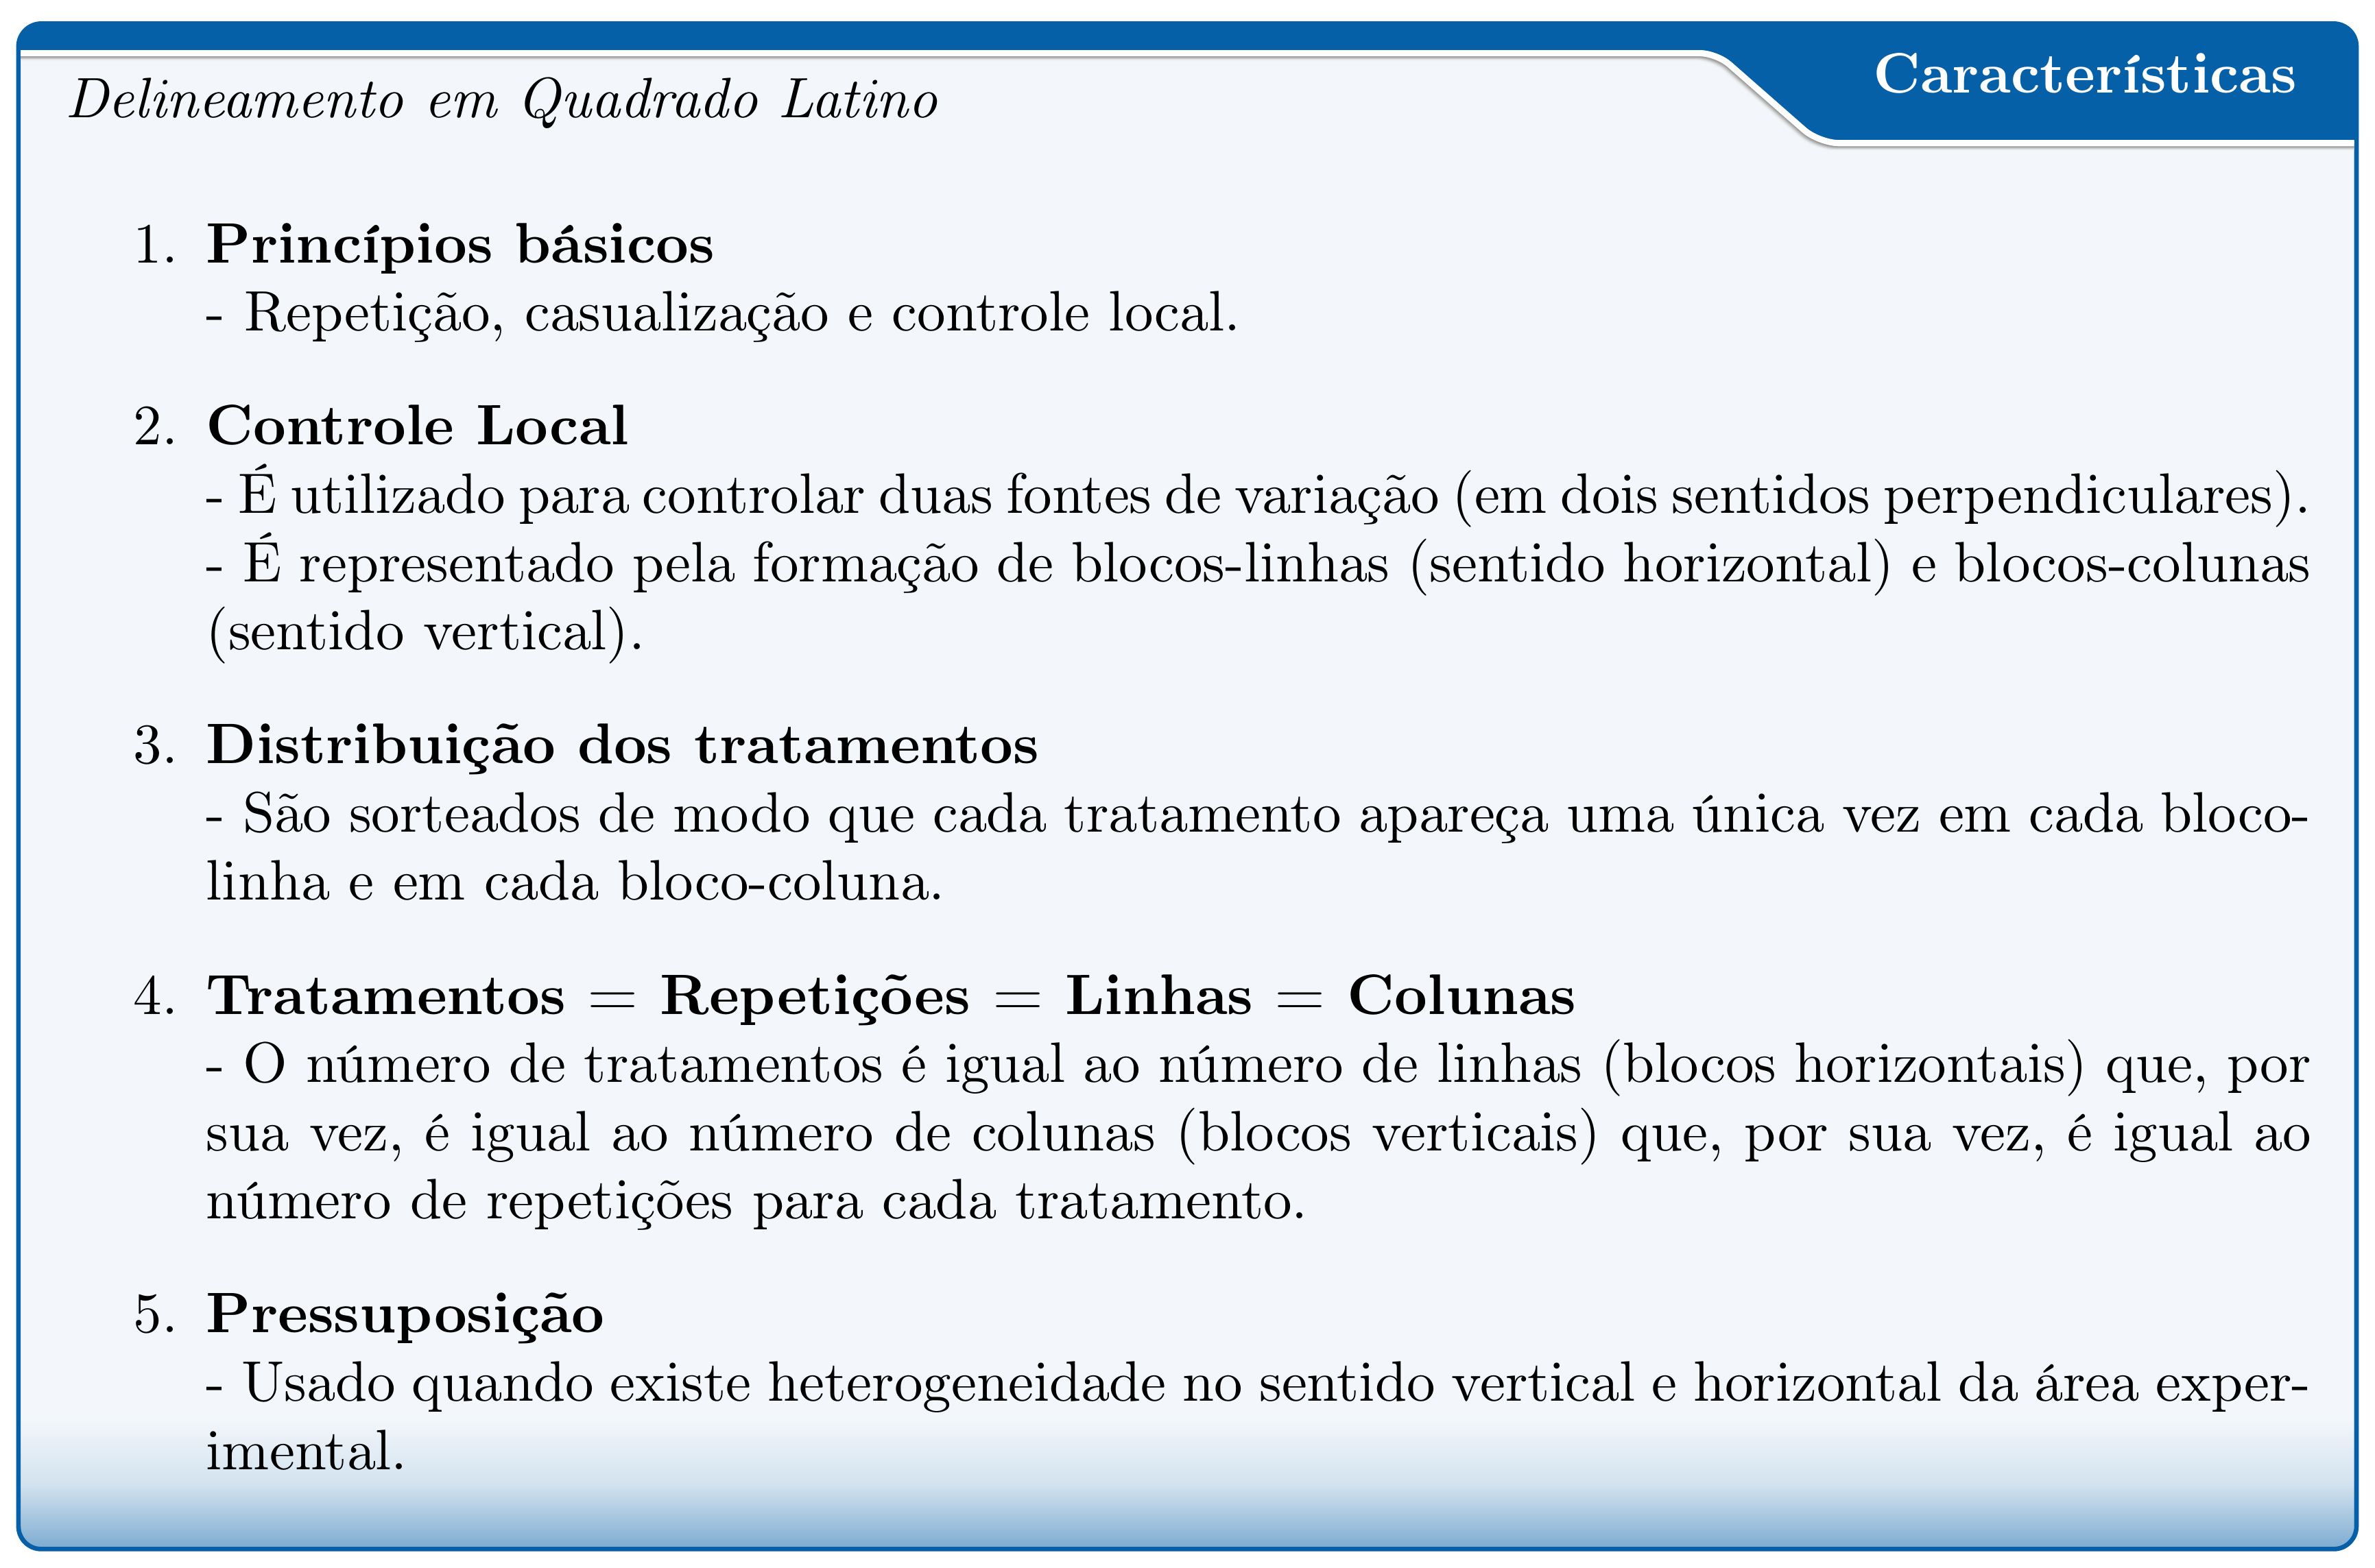 Características
Delineamento em Quadrado Latino
1. Princípios básicos
- Repetição, casualização e controle local.
2. Controle Local
- É utilizado para controlar duas fontes de variação (em dois sentidos perpendiculares).
- É representado pela formação de blocos-linhas (sentido horizontal) e blocos-colunas
(sentido vertical).
3. Distribuição dos tratamentos
- São sorteados de modo que cada tratamento apareça uma única vez em cada bloco-
linha e em cada bloco-coluna.
4. Tratamentos = Repetições = Linhas = Colunas
- O número de tratamentos é igual ao número de linhas (blocos horizontais) que, por
sua vez, é igual ao número de colunas (blocos verticais) que, por sua vez, é igual ao
número de repetições para cada tratamento.
5. Pressuposição
- Usado quando existe heterogeneidade no sentido vertical e horizontal da área exper-
imental.